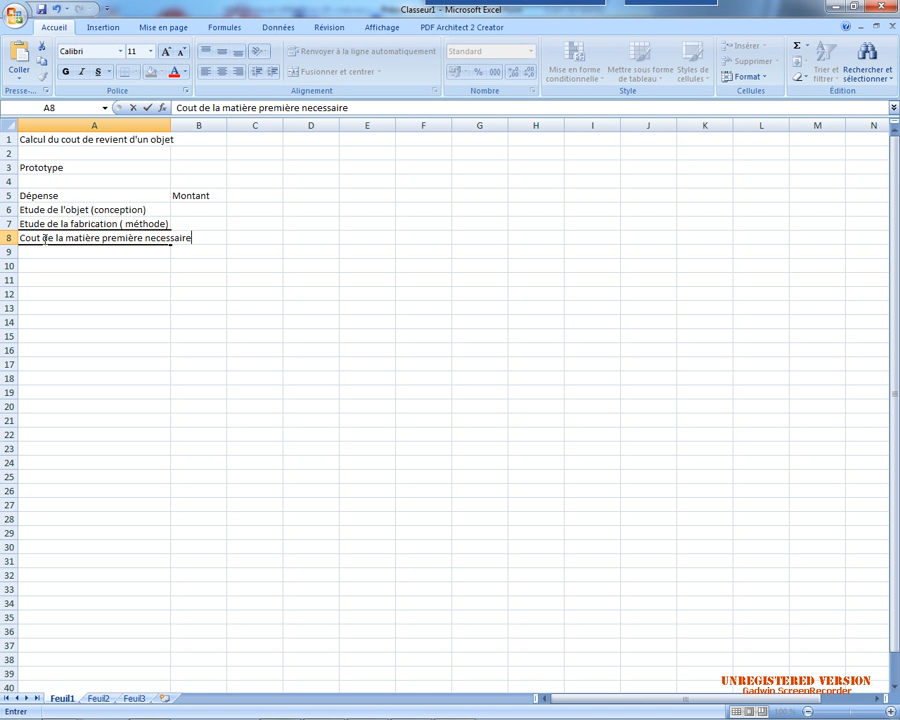 Classeur1 - Microsoft Excel
Accueil Insertion Mise en page Formules Données Révision Affichage PDF Architect 2 Creator
Coller
Calibri 11
G I S
Renvoyer à la ligne automatiquement
Fusionner et centrer
Standard
% 000
Mise en forme conditionnelle
Mettre sous forme de tableau
Styles de cellules
Insérer
Supprimer
Format
Trier et filtrer
Rechercher et sélectionner
Presse-... Police Alignement Nombre Style Cellules Édition
A8 fx Cout de la matière première necessaire
A B C D E F G H I J K L M N
1 Calcul du cout de revient d'un objet
2
3 Prototype
4
5 Dépense Montant
6 Etude de l'objet (conception)
7 Etude de la fabrication ( méthode)
8 Cout de la matière première necessaire
9
10
11
12
13
14
15
16
17
18
19
20
21
22
23
24
25
26
27
28
29
30
31
32
33
34
35
36
37
38
39
40
UNREGISTERED VERSION
Gadwin ScreenRecorder
Feuil1 Feuil2 Feuil3
Entrer 100 %